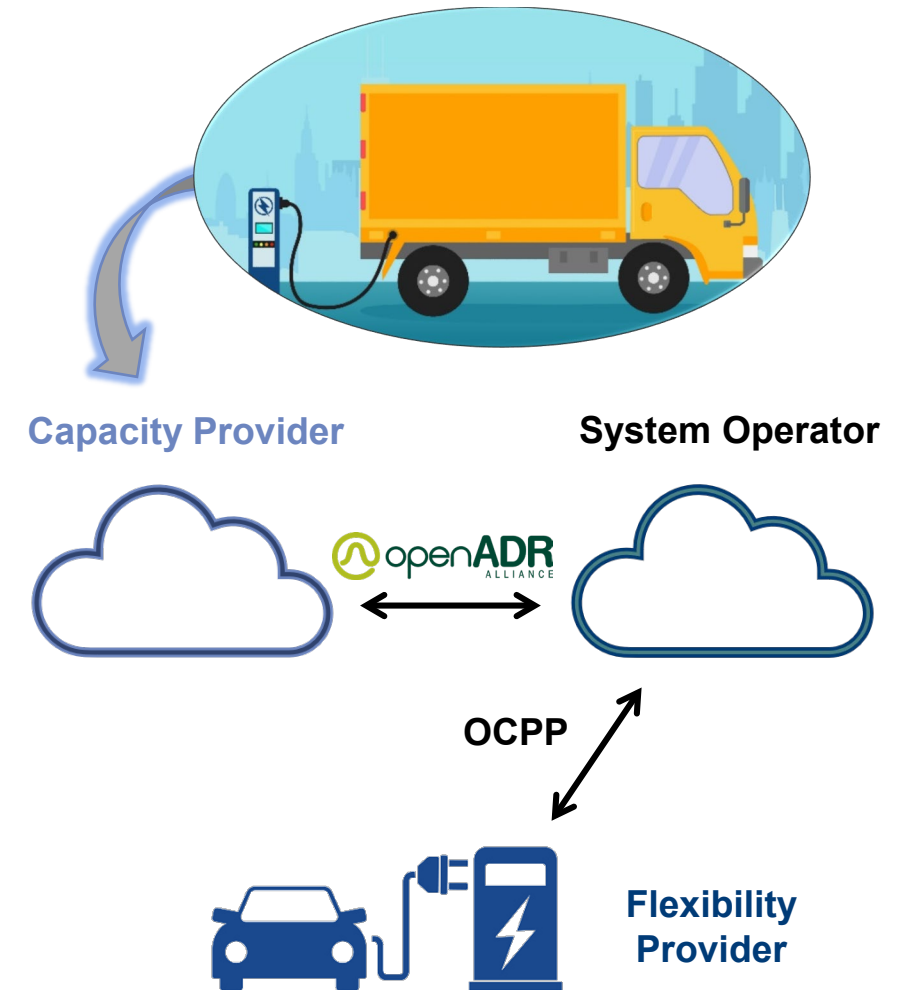 Capacity Provider
System Operator
openADR
ALLIANCE
OCPP
Flexibility
Provider